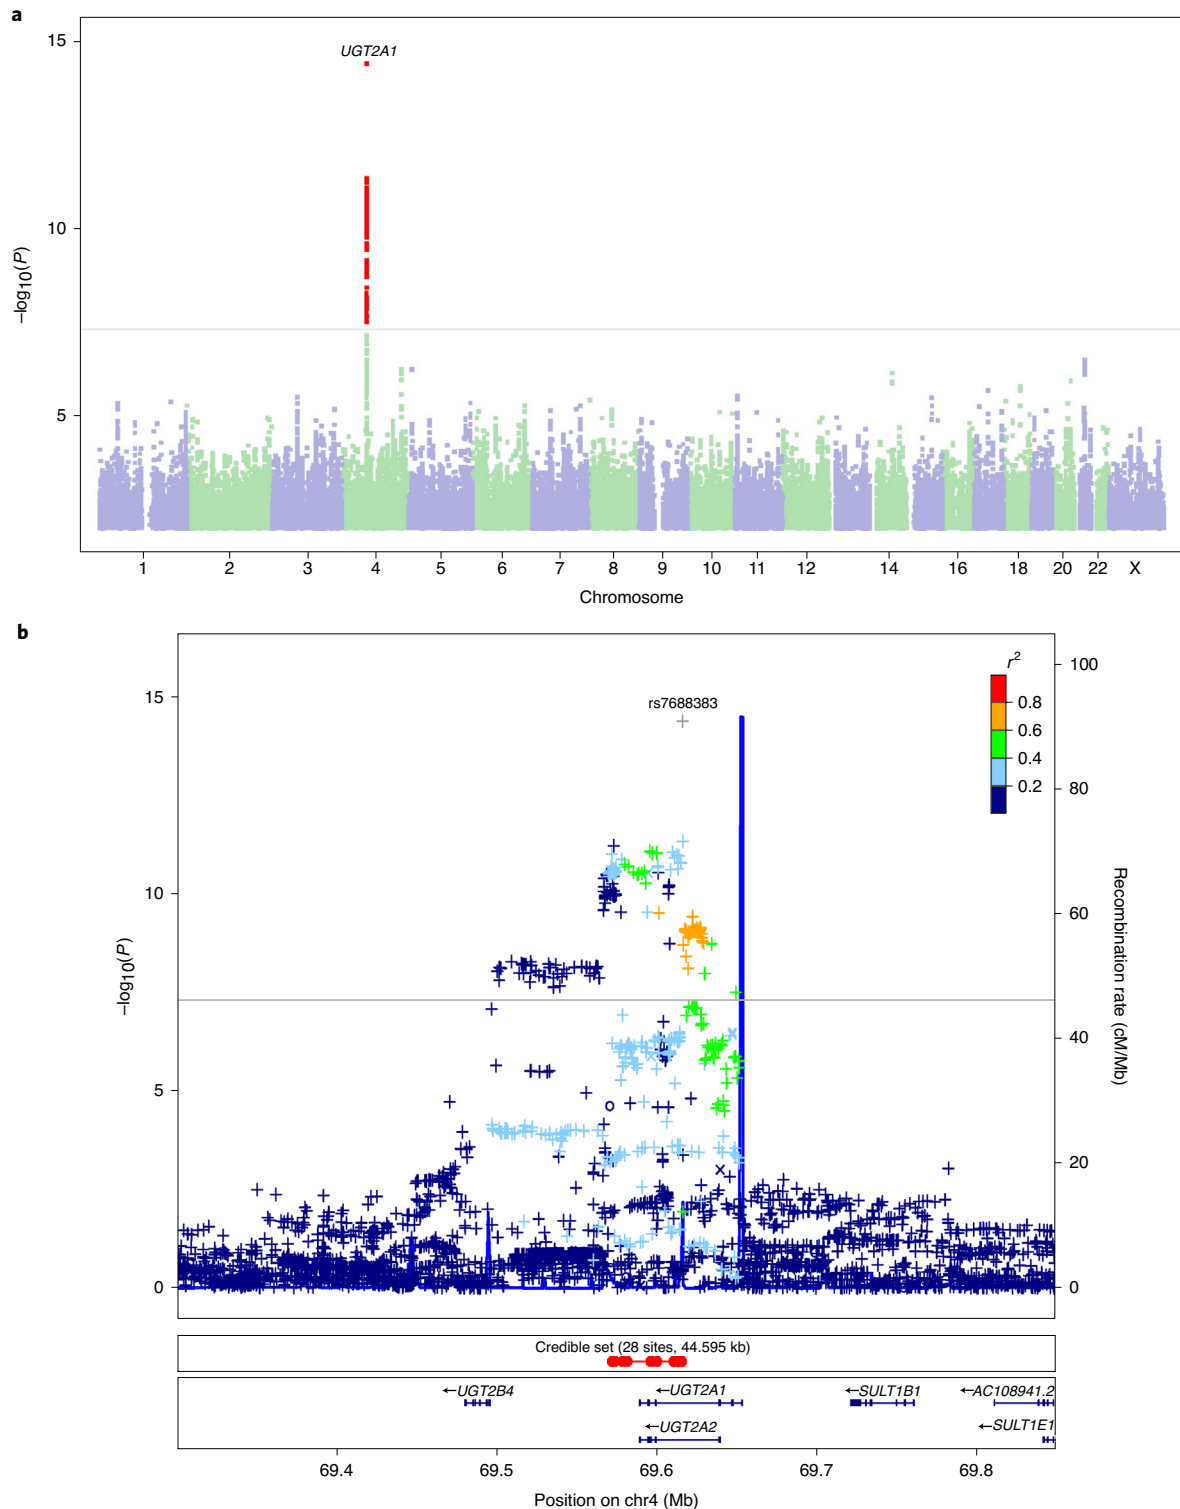 a
15
10
5
–log10(P)
UGT2A1
1 2 3 4 5 6 7 8 9 10 11 12 14 16 18 20 22 X
Chromosome
b
15
10
5
0
–log10(P)
rs7688383
r2
0.8
0.6
0.4
0.2
100
80
60
40
20
0
Recombination rate (cM/Mb)
Credible set (28 sites, 44.595 kb)
←UGT2B4 ←UGT2A1 ←SULT1B1 ←AC108941.2
←UGT2A2 ←SULT1E1
69.4 69.5 69.6 69.7 69.8
Position on chr4 (Mb)